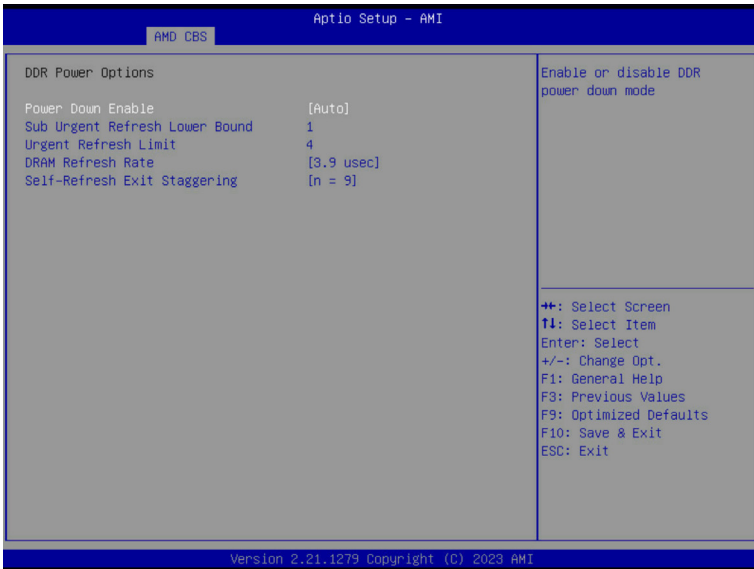 Aptio Setup – AMI
AMD CBS
DDR Power Options
Power Down Enable [Auto]
Sub Urgent Refresh Lower Bound 1
Urgent Refresh Limit 4
DRAM Refresh Rate [3.9 usec]
Self-Refresh Exit Staggering [n = 9]
Enable or disable DDR
power down mode
→←: Select Screen
↑↓: Select Item
Enter: Select
+/-: Change Opt.
F1: General Help
F3: Previous Values
F9: Optimized Defaults
F10: Save & Exit
ESC: Exit
Version 2.21.1279 Copyright (C) 2023 AMI